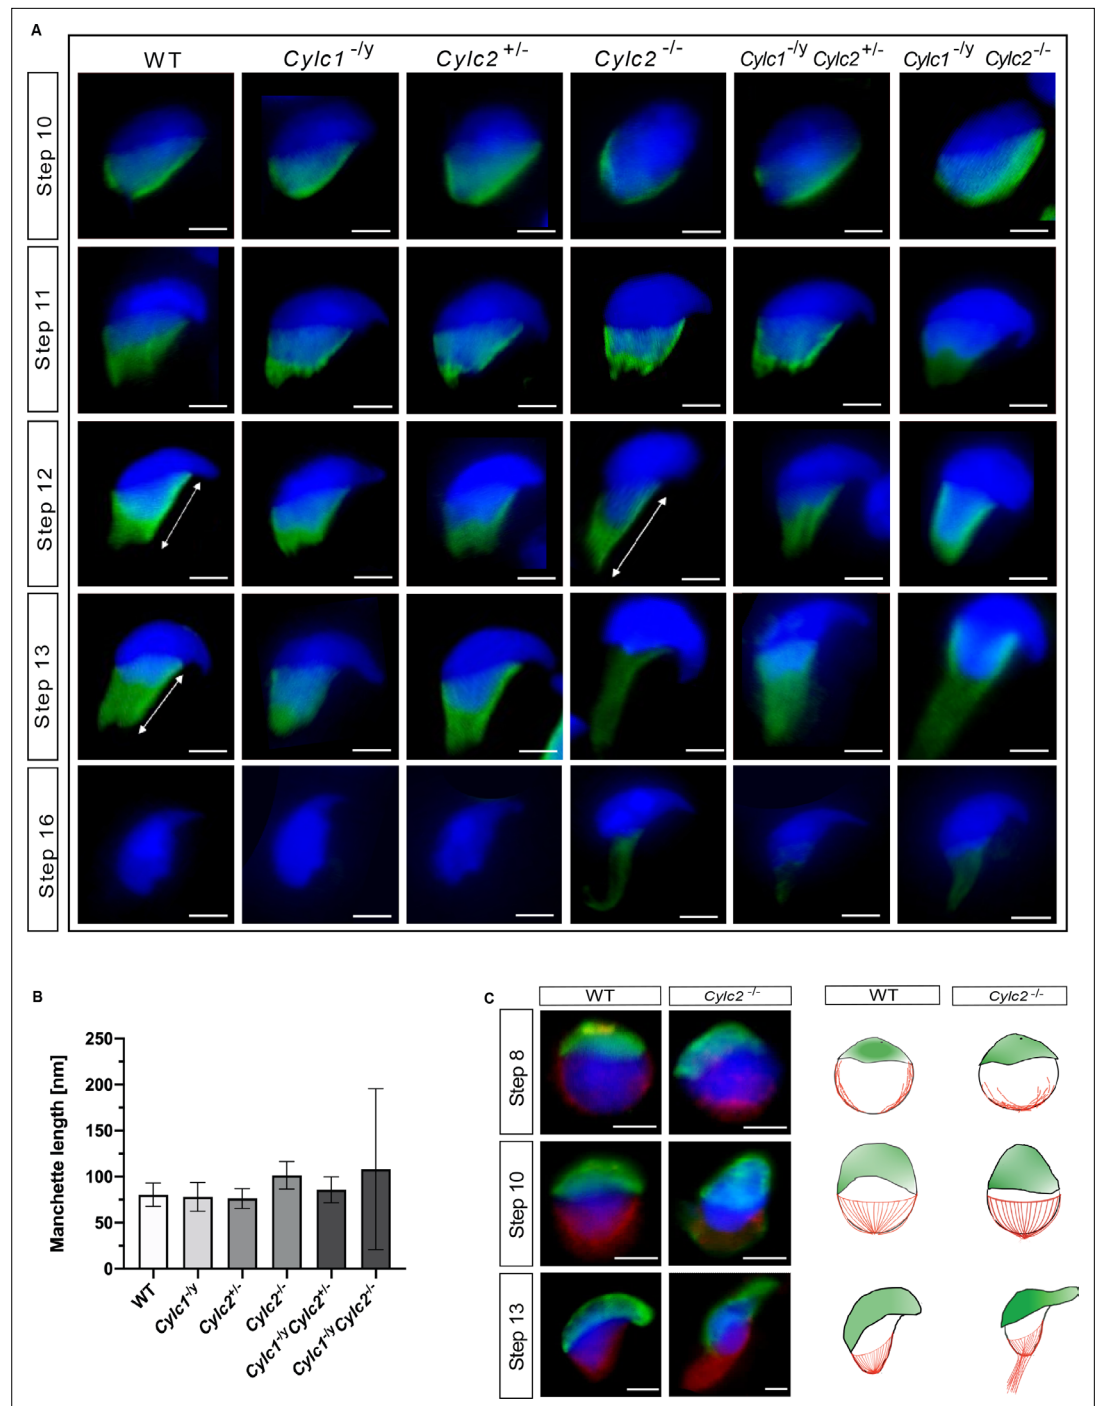 A
WT Cylc1 -/y Cylc2 +/- Cylc2 -/- Cylc1 -/y Cylc2 +/- Cylc1 -/y Cylc2 -/-
Step 10
Step 11
Step 12
Step 13
Step 16
B
Manchette length [nm]
250
200
150
100
50
0
WT
Cylc1-/y
Cylc2+/-
Cylc2-/-
Cylc1-/y Cylc2+/-
Cylc1-/y Cylc2-/-
C
WT Cylc2 -/- WT Cylc2 -/-
Step 8
Step 10
Step 13